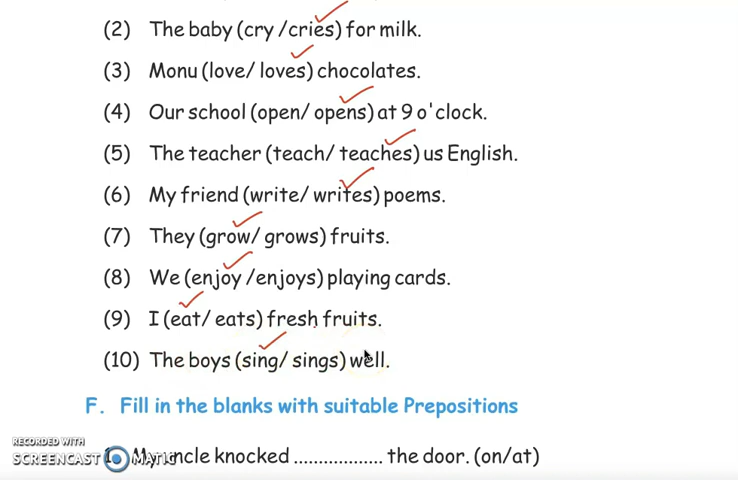 (2) The baby (cry /cries) for milk.
(3) Monu (love/ loves) chocolates.
(4) Our school (open/ opens) at 9 o'clock.
(5) The teacher (teach/ teaches) us English.
(6) My friend (write/ writes) poems.
(7) They (grow/ grows) fruits.
(8) We (enjoy /enjoys) playing cards.
(9) I (eat/ eats) fresh fruits.
(10) The boys (sing/ sings) well.
F. Fill in the blanks with suitable Prepositions
1. My uncle knocked ................. the door. (on/at)
RECORDED WITH
SCREENCAST MATIC